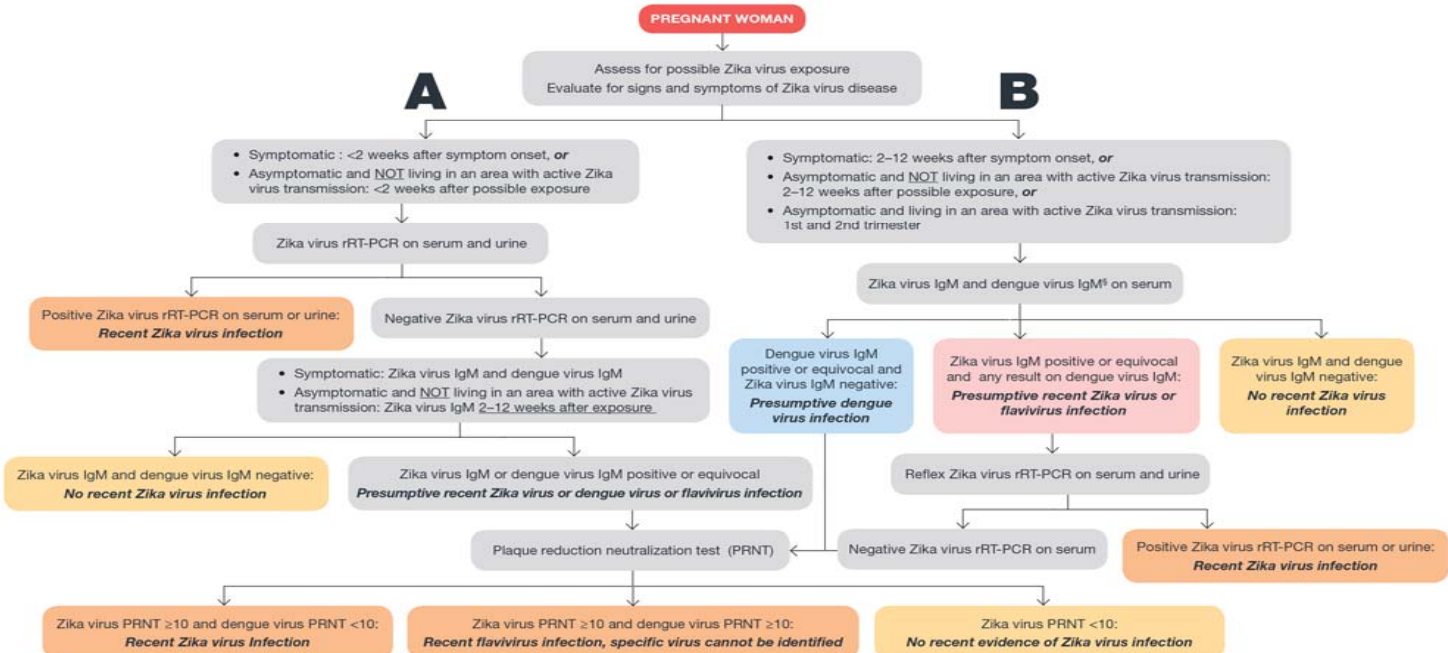 PREGNANT WOMAN
Assess for possible Zika virus exposure
Evaluate for signs and symptoms of Zika virus disease
A
B
• Symptomatic : <2 weeks after symptom onset, or
• Asymptomatic and NOT living in an area with active Zika
virus transmission: <2 weeks after possible exposure
• Symptomatic: 2–12 weeks after symptom onset, or
• Asymptomatic and NOT living in an area with active Zika virus transmission:
2–12 weeks after possible exposure, or
• Asymptomatic and living in an area with active Zika virus transmission:
1st and 2nd trimester
Zika virus rRT-PCR on serum and urine
Zika virus IgM and dengue virus IgM§ on serum
Positive Zika virus rRT-PCR on serum or urine:
Recent Zika virus infection
Negative Zika virus rRT-PCR on serum and urine
Dengue virus IgM
positive or equivocal and
Zika virus IgM negative:
Presumptive dengue
virus infection
Zika virus IgM positive or equivocal
and any result on dengue virus IgM:
Presumptive recent Zika virus or
flavivirus infection
Zika virus IgM and dengue
virus IgM negative:
No recent Zika virus
infection
• Symptomatic: Zika virus IgM and dengue virus IgM
• Asymptomatic and NOT living in an area with active Zika virus
transmission: Zika virus IgM 2–12 weeks after exposure
Zika virus IgM and dengue virus IgM negative:
No recent Zika virus infection
Zika virus IgM or dengue virus IgM positive or equivocal
Presumptive recent Zika virus or dengue virus or flavivirus infection
Reflex Zika virus rRT-PCR on serum and urine
Plaque reduction neutralization test (PRNT)
Negative Zika virus rRT-PCR on serum
Positive Zika virus rRT-PCR on serum or urine:
Recent Zika virus infection
Zika virus PRNT ≥10 and dengue virus PRNT <10:
Recent Zika virus Infection
Zika virus PRNT ≥10 and dengue virus PRNT ≥10:
Recent flavivirus infection, specific virus cannot be identified
Zika virus PRNT <10:
No recent evidence of Zika virus infection